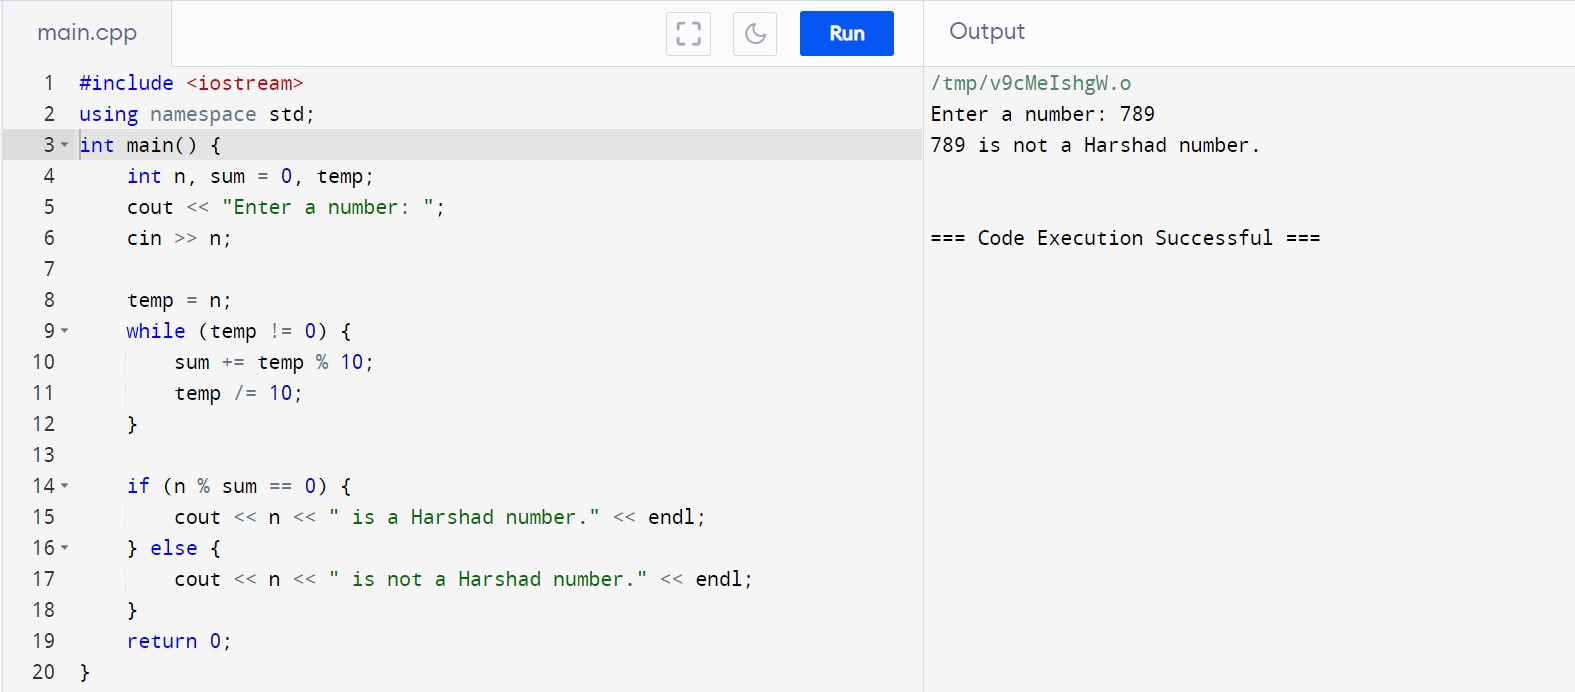 main.cpp
Run
Output
1 #include <iostream>
2 using namespace std;
3 int main() {
4     int n, sum = 0, temp;
5     cout << "Enter a number: ";
6     cin >> n;
7
8     temp = n;
9     while (temp != 0) {
10         sum += temp % 10;
11         temp /= 10;
12     }
13
14     if (n % sum == 0) {
15         cout << n << " is a Harshad number." << endl;
16     } else {
17         cout << n << " is not a Harshad number." << endl;
18     }
19     return 0;
20 }
/tmp/v9cMeIshgW.o
Enter a number: 789
789 is not a Harshad number.
=== Code Execution Successful ===